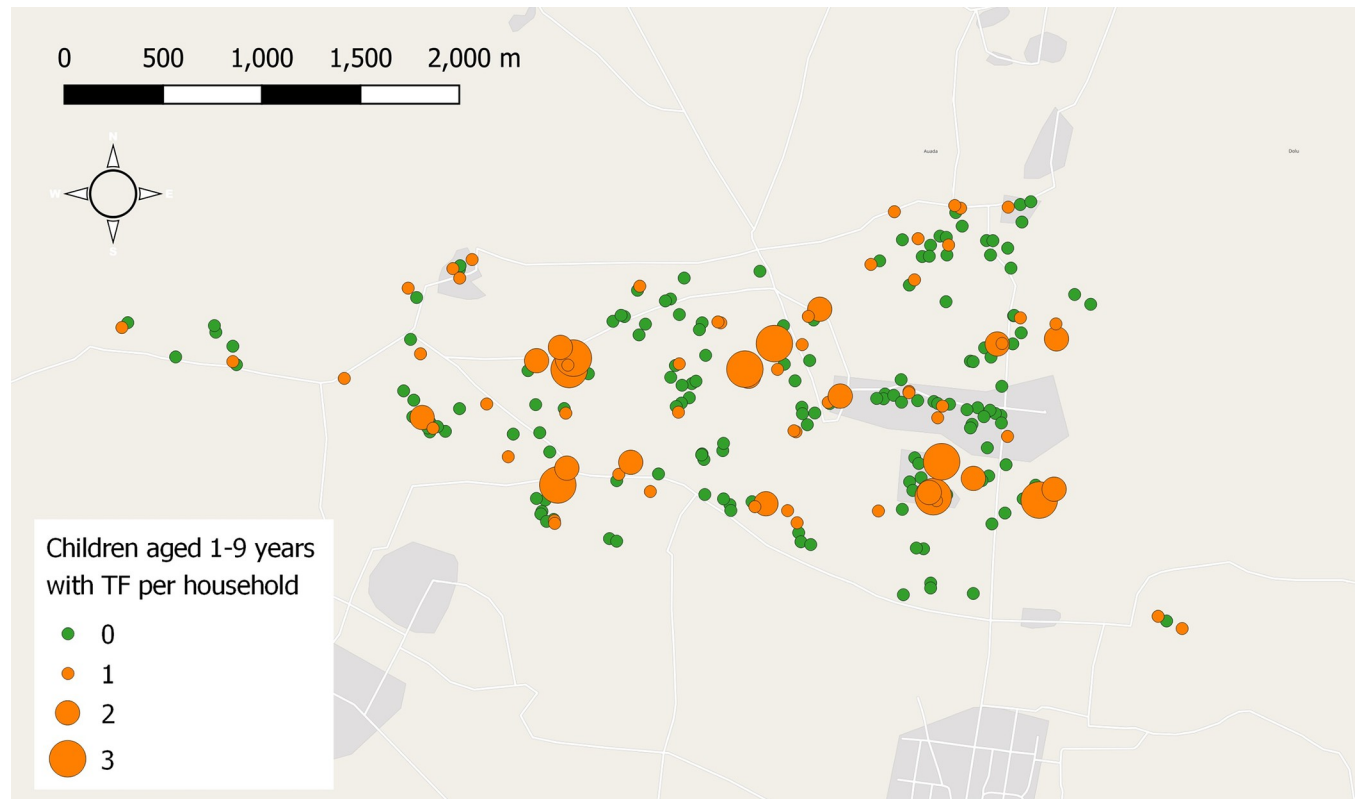 0 500 1,000 1,500 2,000 m
N
W E
S
Auada
Oolu
Children aged 1-9 years
with TF per household
0
1
2
3